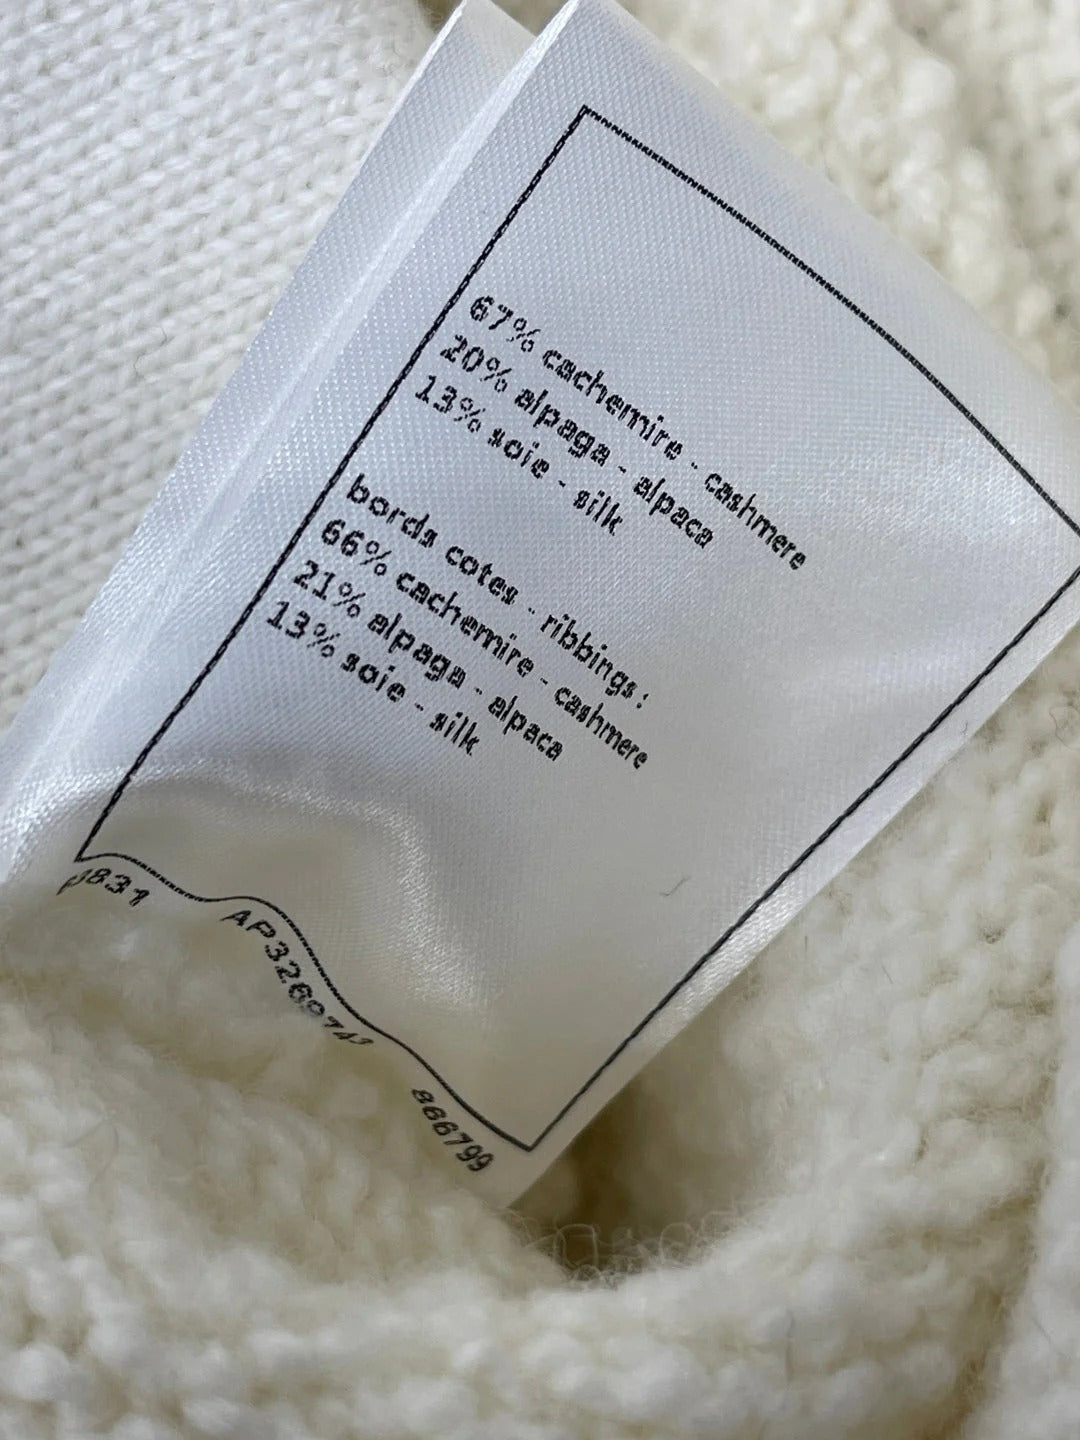 67% cachemire - cashmere
20% alpaga - alpaca
13% soie - silk
bords cotes - ribbings :
66% cachemire - cashmere
21% alpaga - alpaca
13% soie - silk
866799